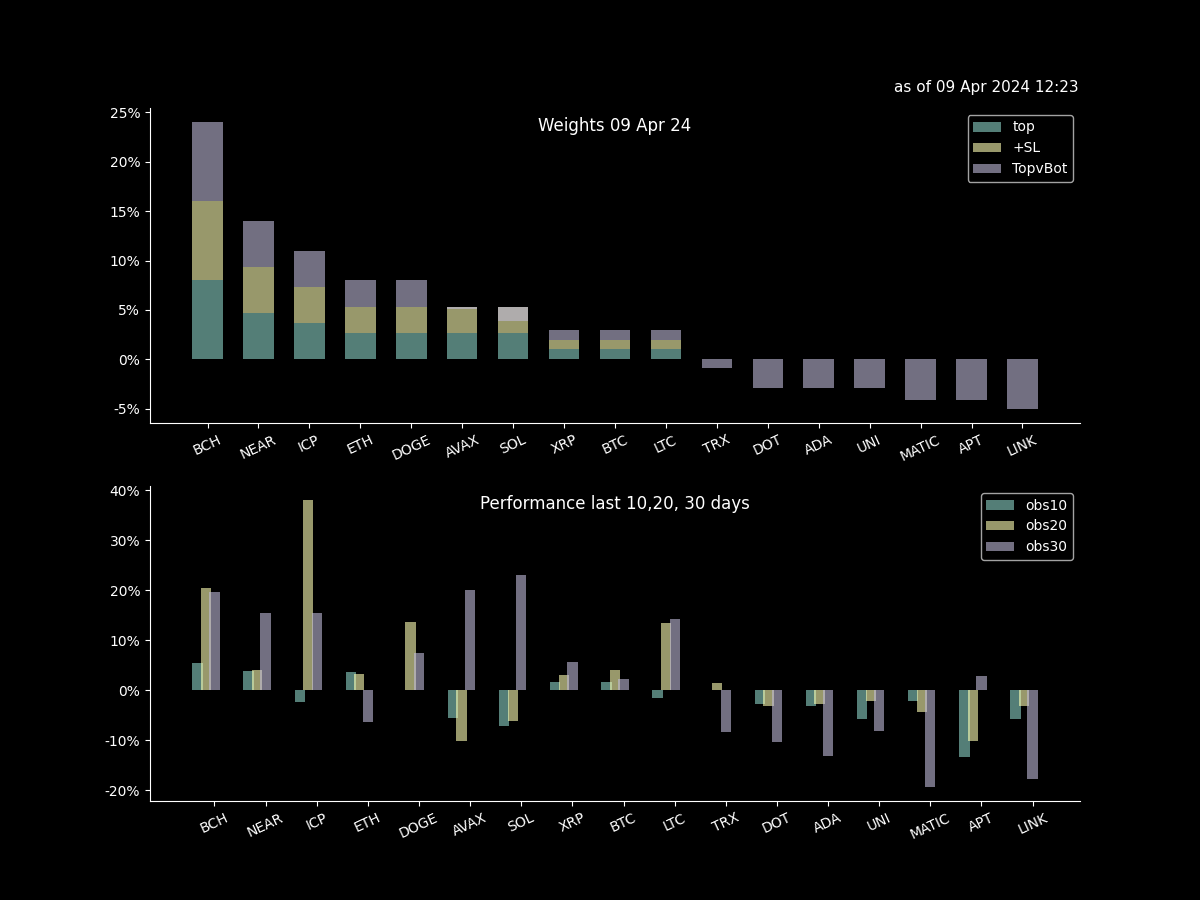 as of 09 Apr 2024 12:23
Weights 09 Apr 24
top
+SL
TopvBot
25%
20%
15%
10%
5%
0%
-5%
BCH NEAR ICP ETH DOGE AVAX SOL XRP BTC LTC TRX DOT ADA UNI MATIC APT LINK
Performance last 10,20, 30 days
obs10
obs20
obs30
40%
30%
20%
10%
0%
-10%
-20%
BCH NEAR ICP ETH DOGE AVAX SOL XRP BTC LTC TRX DOT ADA UNI MATIC APT LINK